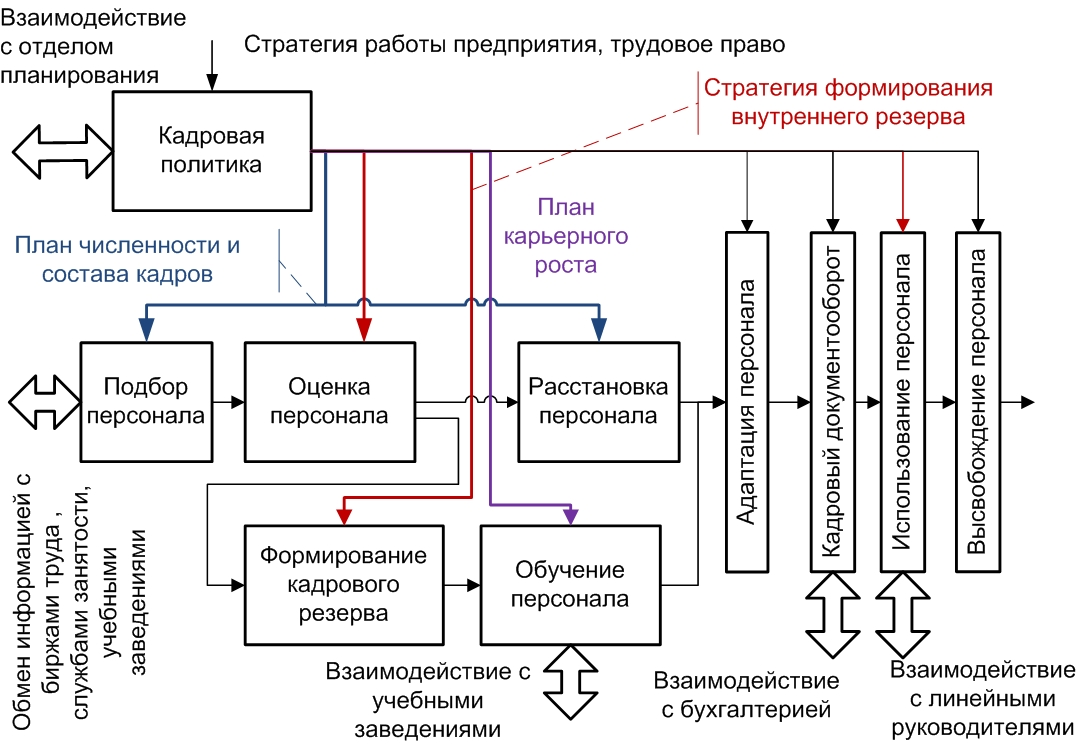 Взаимодействие
с отделом
планирования
Стратегия работы предприятия, трудовое право
Стратегия формирования
внутреннего резерва
Кадровая
политика
План
карьерного
роста
План численности и
состава кадров
Подбор
персонала
Оценка
персонала
Расстановка
персонала
Адаптация персонала
Кадровый документооборот
Использование персонала
Высвобождение персонала
Формирование
кадрового
резерва
Обучение
персонала
Обмен информацией с
биржами труда ,
службами занятости,
учебными
заведениями
Взаимодействие с
учебными
заведениями
Взаимодействие
с бухгалтерией
Взаимодействие
с линейными
руководителями